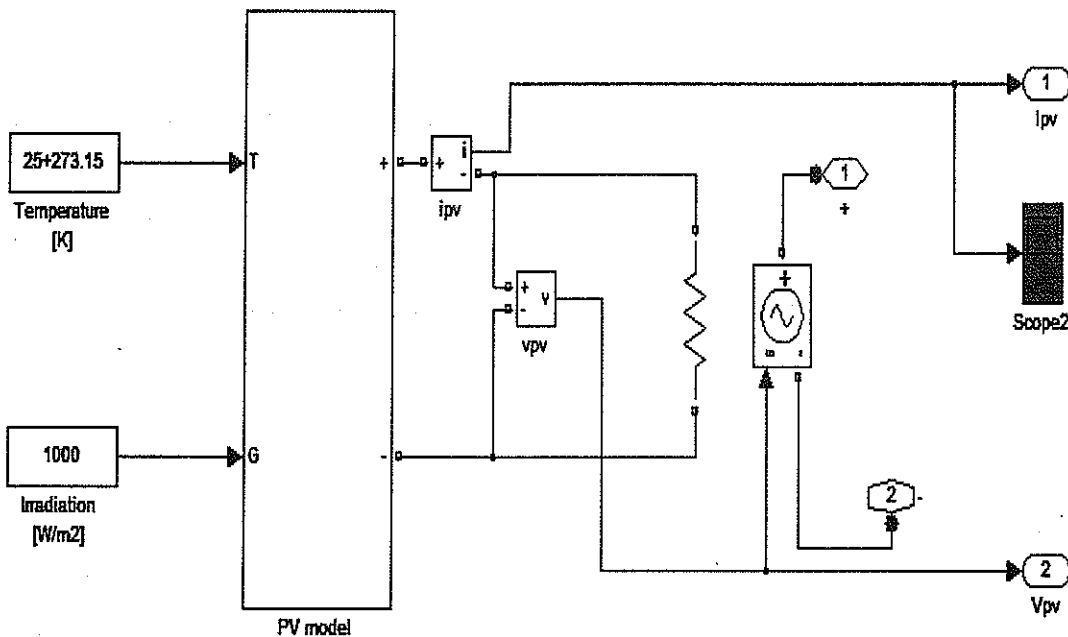 1
Ipv
25+273.15
Temperature
[K]
T
+
+
i
-
ipv
1
+
Scope2
+
-
v
vpv
+
1000
Irradiation
[W/m2]
G
-
2
-
2
Vpv
PV model